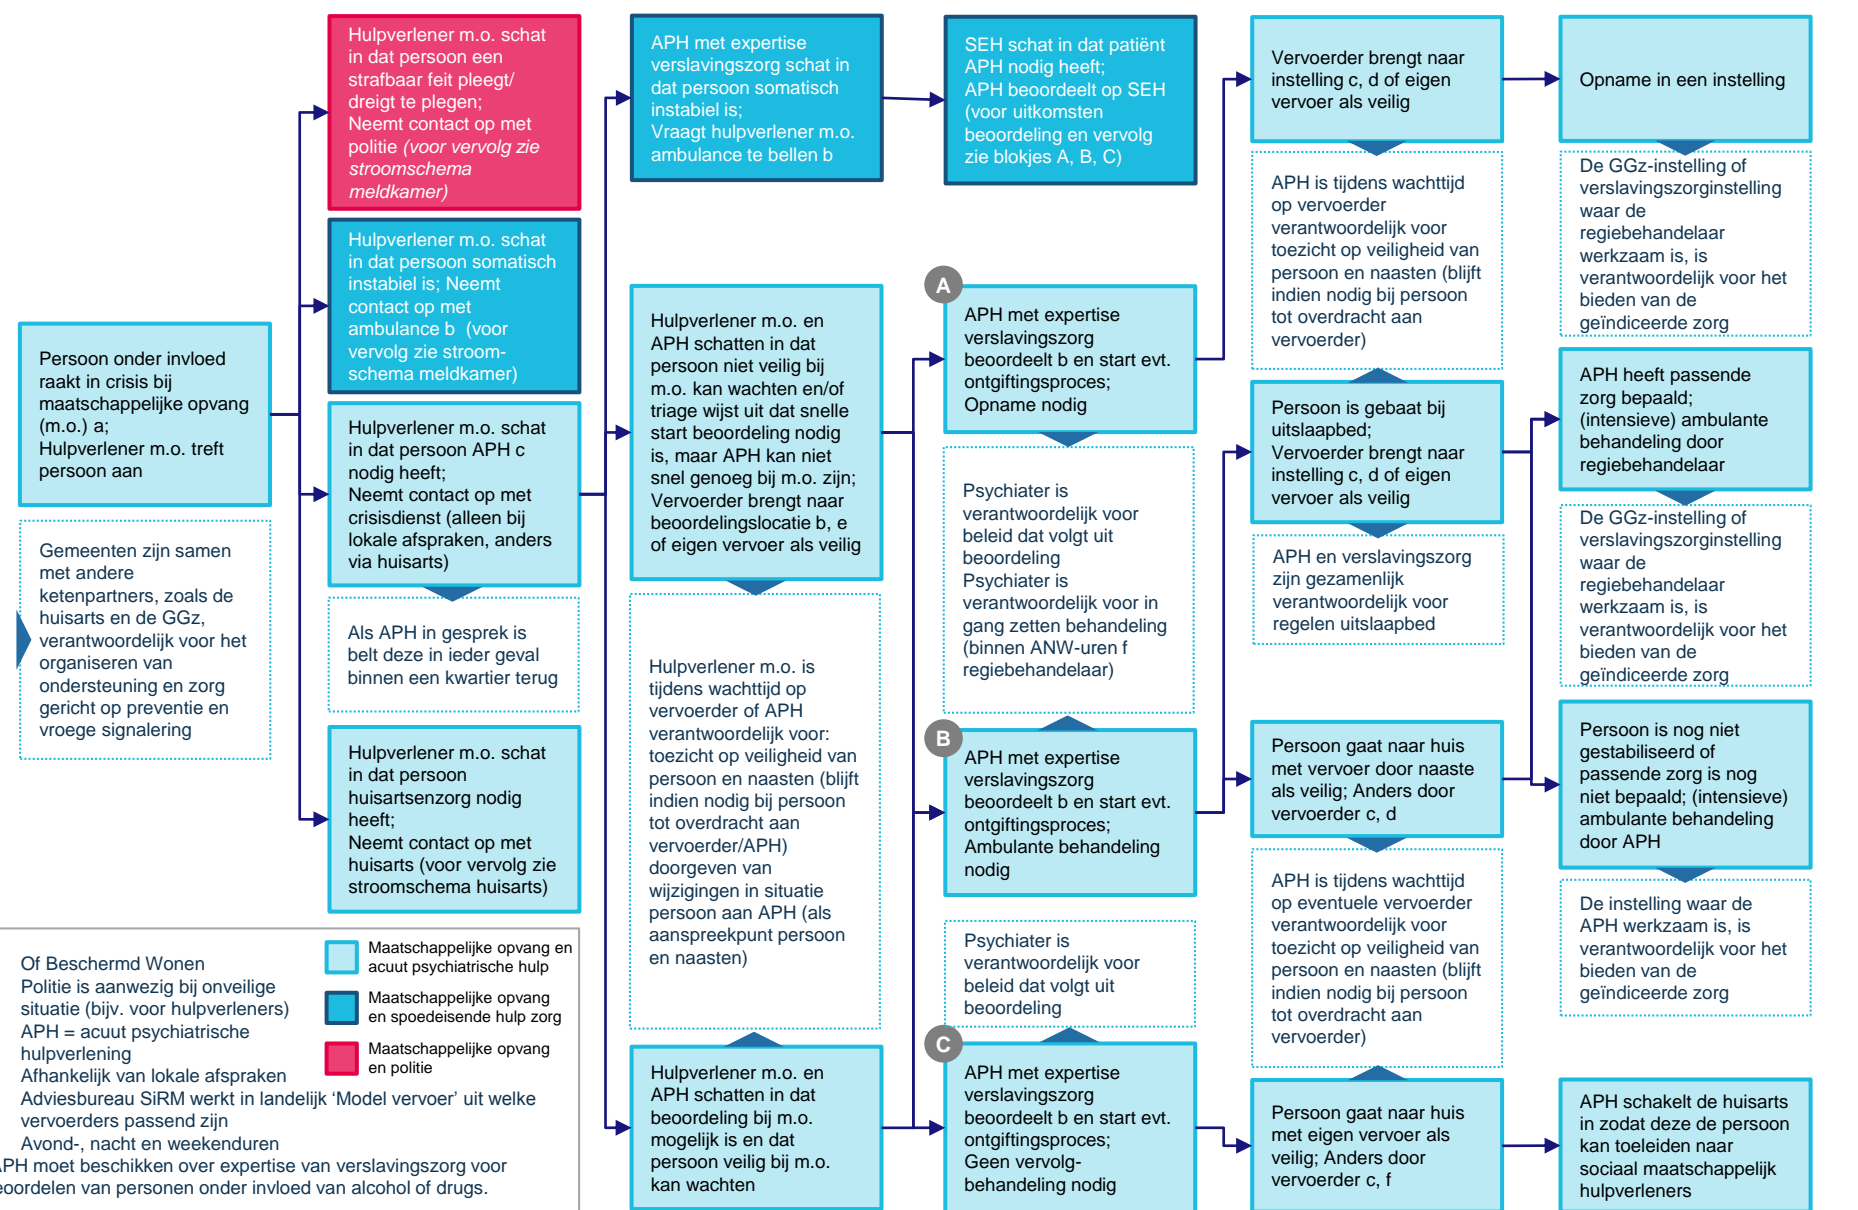 Persoon onder invloed
raakt in crisis bij
maatschappelijke opvang
(m.o.) a;
Hulpverlener m.o. treft
persoon aan
Gemeenten zijn samen
met andere
ketenpartners, zoals de
huisarts en de GGz,
verantwoordelijk voor het
organiseren van
ondersteuning en zorg
gericht op preventie en
vroege signalering
Hulpverlener m.o. schat
in dat persoon een
strafbaar feit pleegt/
dreigt te plegen;
Neemt contact op met
politie (voor vervolg zie
stroomschema
meldkamer)
Hulpverlener m.o. schat
in dat persoon somatisch
instabiel is; Neemt
contact op met
ambulance b (voor
vervolg zie stroom-
schema meldkamer)
Hulpverlener m.o. schat
in dat persoon APH c
nodig heeft;
Neemt contact op met
crisisdienst (alleen bij
lokale afspraken, anders
via huisarts)
Als APH in gesprek is
belt deze in ieder geval
binnen een kwartier terug
Hulpverlener m.o. schat
in dat persoon
huisartsenzorg nodig
heeft;
Neemt contact op met
huisarts (voor vervolg zie
stroomschema huisarts)
APH met expertise
verslavingszorg schat in
dat persoon somatisch
instabiel is;
Vraagt hulpverlener m.o.
ambulance te bellen b
Hulpverlener m.o. en
APH schatten in dat
persoon niet veilig bij
m.o. kan wachten en/of
triage wijst uit dat snelle
start beoordeling nodig
is, maar APH kan niet
snel genoeg bij m.o. zijn;
Vervoerder brengt naar
beoordelingslocatie b, e
of eigen vervoer als veilig
Hulpverlener m.o. is
tijdens wachttijd op
vervoerder of APH
verantwoordelijk voor:
toezicht op veiligheid van
persoon en naasten (blijft
indien nodig bij persoon
tot overdracht aan
vervoerder/APH)
doorgeven van
wijzigingen in situatie
persoon aan APH (als
aanspreekpunt persoon
en naasten)
Hulpverlener m.o. en
APH schatten in dat
beoordeling bij m.o.
mogelijk is en dat
persoon veilig bij m.o.
kan wachten
SEH schat in dat patiënt
APH nodig heeft;
APH beoordeelt op SEH
(voor uitkomsten
beoordeling en vervolg
zie blokjes A, B, C)
A
APH met expertise
verslavingszorg
beoordeelt b en start evt.
ontgiftingsproces;
Opname nodig
Psychiater is
verantwoordelijk voor
beleid dat volgt uit
beoordeling
Psychiater is
verantwoordelijk voor in
gang zetten behandeling
(binnen ANW-uren f
regiebehandelaar)
B
APH met expertise
verslavingszorg
beoordeelt b en start evt.
ontgiftingsproces;
Ambulante behandeling
nodig
Psychiater is
verantwoordelijk voor
beleid dat volgt uit
beoordeling
C
APH met expertise
verslavingszorg
beoordeelt b en start evt.
ontgiftingsproces;
Geen vervolg-
behandeling nodig
Vervoerder brengt naar
instelling c, d of eigen
vervoer als veilig
APH is tijdens wachttijd
op vervoerder
verantwoordelijk voor
toezicht op veiligheid van
persoon en naasten (blijft
indien nodig bij persoon
tot overdracht aan
vervoerder)
Persoon is gebaat bij
uitslaapbed;
Vervoerder brengt naar
instelling c, d of eigen
vervoer als veilig
APH en verslavingszorg
zijn gezamenlijk
verantwoordelijk voor
regelen uitslaapbed
Persoon gaat naar huis
met vervoer door naaste
als veilig; Anders door
vervoerder c, d
APH is tijdens wachttijd
op eventuele vervoerder
verantwoordelijk voor
toezicht op veiligheid van
persoon en naasten (blijft
indien nodig bij persoon
tot overdracht aan
vervoerder)
Persoon gaat naar huis
met eigen vervoer als
veilig; Anders door
vervoerder c, f
Opname in een instelling
De GGz-instelling of
verslavingszorginstelling
waar de
regiebehandelaar
werkzaam is, is
verantwoordelijk voor het
bieden van de
geïndiceerde zorg
APH heeft passende
zorg bepaald;
(intensieve) ambulante
behandeling door
regiebehandelaar
De GGz-instelling of
verslavingszorginstelling
waar de
regiebehandelaar
werkzaam is, is
verantwoordelijk voor het
bieden van de
geïndiceerde zorg
Persoon is nog niet
gestabiliseerd of
passende zorg is nog
niet bepaald; (intensieve)
ambulante behandeling
door APH
De instelling waar de
APH werkzaam is, is
verantwoordelijk voor het
bieden van de
geïndiceerde zorg
APH schakelt de huisarts
in zodat deze de persoon
kan toeleiden naar
sociaal maatschappelijk
hulpverleners
Of Beschermd Wonen
Politie is aanwezig bij onveilige
situatie (bijv. voor hulpverleners)
APH = acuut psychiatrische
hulpverlening
Afhankelijk van lokale afspraken
Adviesbureau SiRM werkt in landelijk ‘Model vervoer’ uit welke
vervoerders passend zijn
Avond-, nacht en weekenduren
APH moet beschikken over expertise van verslavingszorg voor
beoordelen van personen onder invloed van alcohol of drugs.
Maatschappelijke opvang en
acuut psychiatrische hulp
Maatschappelijke opvang
en spoedeisende hulp zorg
Maatschappelijke opvang
en politie